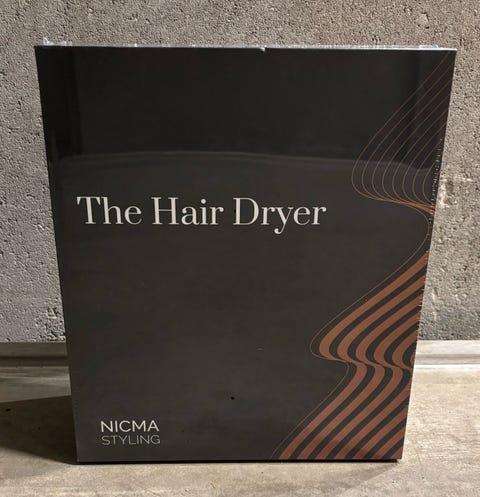 The Hair Dryer
NICMA
STYLING